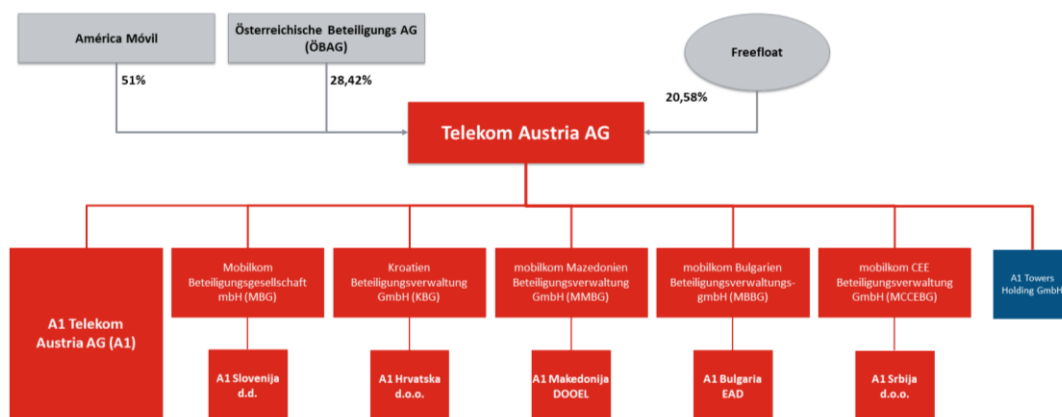 América Móvil
Österreichische Beteiligungs AG
(ÖBAG)
Freefloat
51%
28,42%
20,58%
Telekom Austria AG
A1 Telekom
Austria AG (A1)
Mobilkom
Beteiligungsgesellschaft
mbH (MBG)
Kroatien
Beteiligungsverwaltung
GmbH (KBG)
mobilkom Mazedonien
Beteiligungsverwaltung
GmbH (MMBG)
mobilkom Bulgarien
Beteiligungsverwaltungs-
gmbH (MBBG)
mobilkom CEE
Beteiligungsverwaltung
GmbH (MCCEBG)
A1 Towers
Holding GmbH
A1 Slovenija
d.d.
A1 Hrvatska
d.o.o.
A1 Makedonija
DOOEL
A1 Bulgaria
EAD
A1 Srbija
d.o.o.